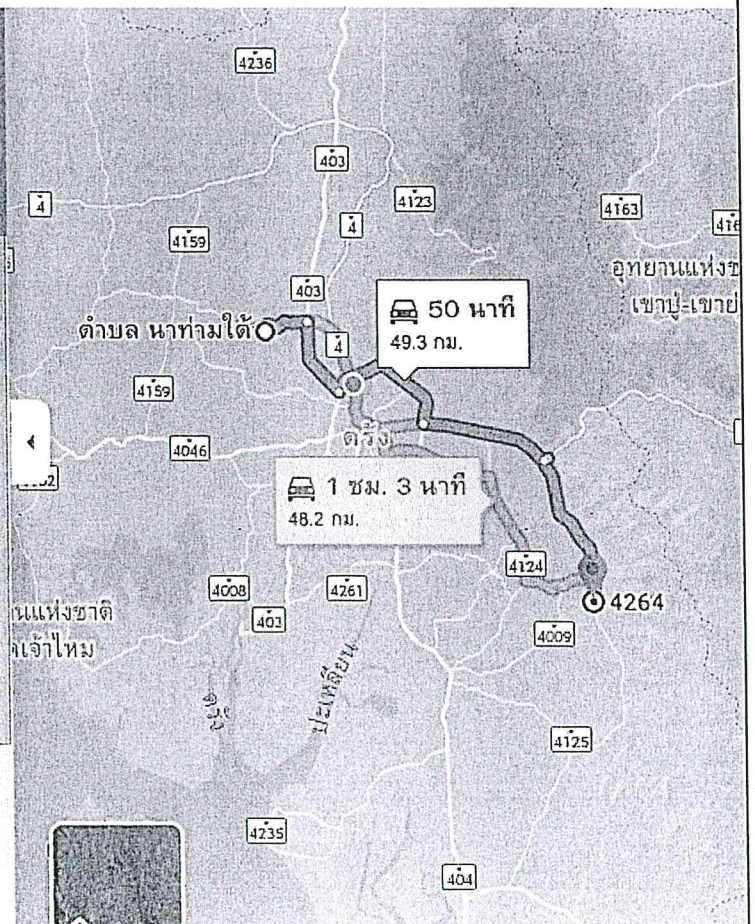 4236
403
4
4
4123
4163
4159
403
อุทยานแห่งช
เขาปู่-เขาย่
50 นาที
49.3 กม.
ตำบล นาท่ามใต้
4
4159
ตรัง
4046
1 ชม. 3 นาที
48.2 กม.
4124
4008
4261
403
4264
4009
นแห่งชาติ
เจ้าไหม
ตรัง
ปะเหลียน
4125
4235
404